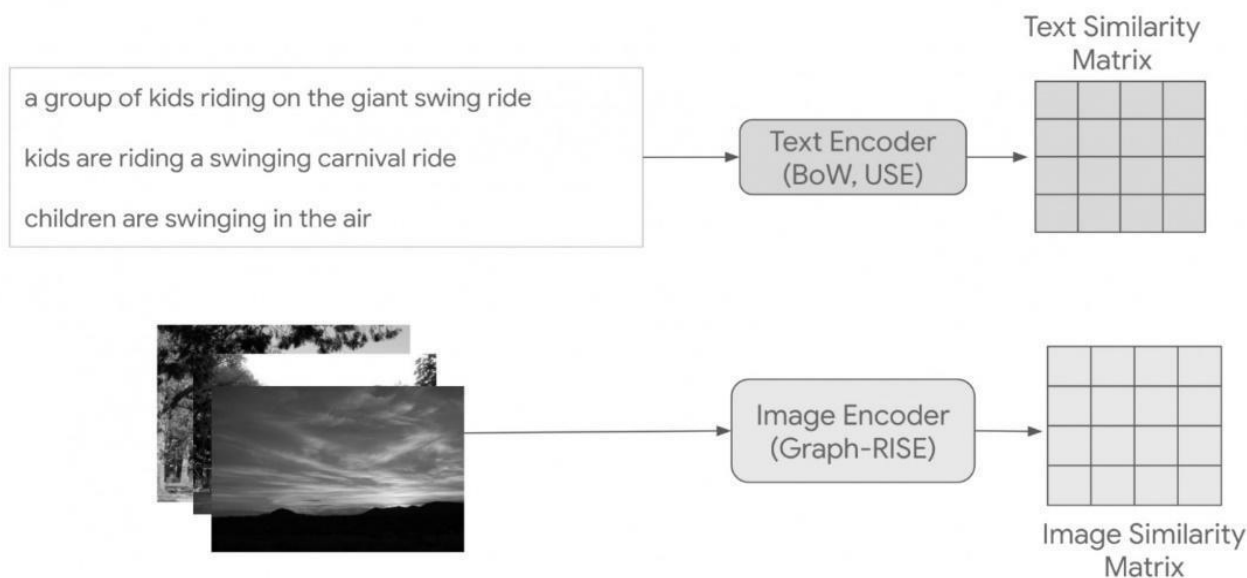 Text Similarity
Matrix
a group of kids riding on the giant swing ride
kids are riding a swinging carnival ride
children are swinging in the air
Text Encoder
(BoW, USE)
Image Encoder
(Graph-RISE)
Image Similarity
Matrix